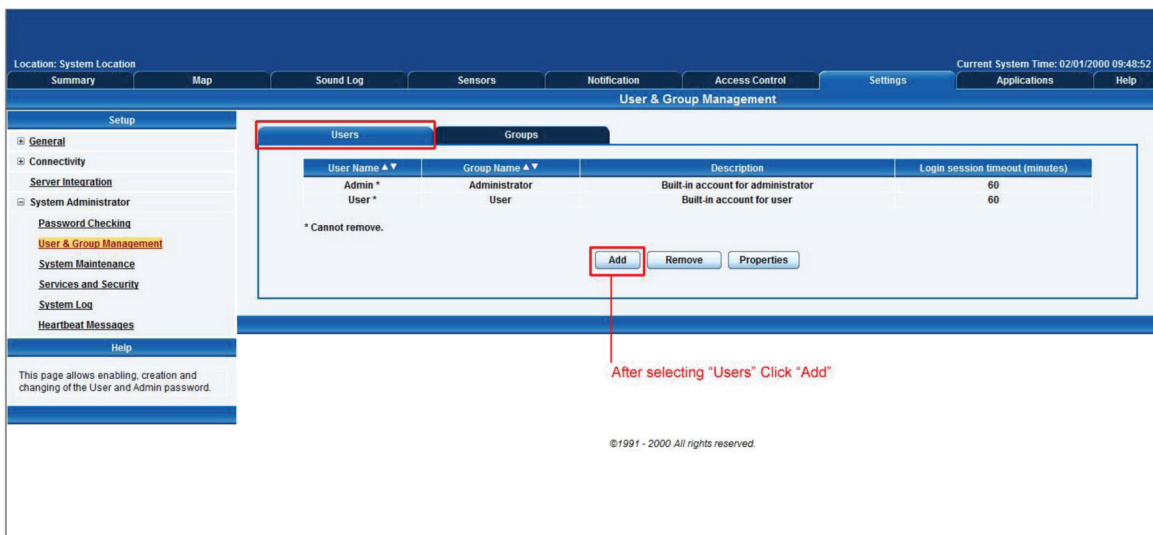 Location: System Location
Current System Time: 02/01/2000 09:48:52
Summary Map Sound Log Sensors Notification Access Control Settings Applications Help
User & Group Management
Setup
General
Connectivity
Server Integration
System Administrator
Password Checking
User & Group Management
System Maintenance
Services and Security
System Log
Heartbeat Messages
Help
This page allows enabling, creation and
changing of the User and Admin password.
Users Groups
User Name ▲▼ Group Name ▲▼ Description Login session timeout (minutes)
Admin * Administrator Built-in account for administrator 60
User * User Built-in account for user 60
* Cannot remove.
Add Remove Properties
After selecting “Users” Click “Add”
©1991 - 2000 All rights reserved.